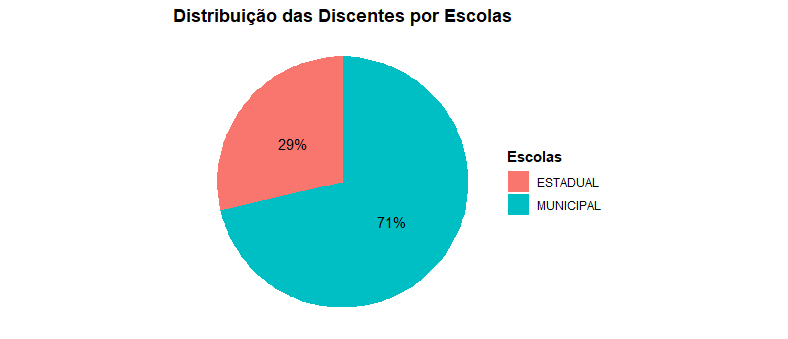 Distribuição das Discentes por Escolas
29%
71%
Escolas
ESTADUAL
MUNICIPAL